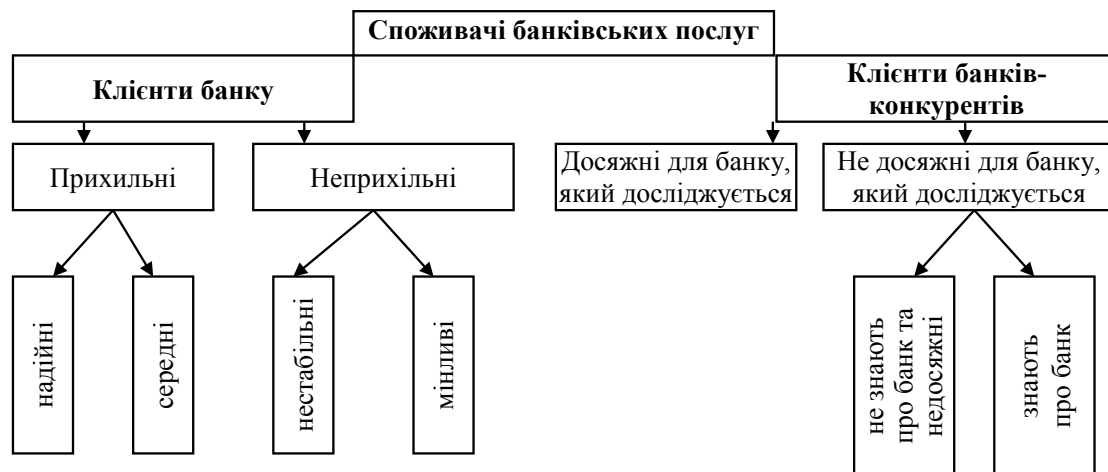 Споживачі банківських послуг
Клієнти банку
Клієнти банків-
конкурентів
Прихильні
Неприхільні
Досяжні для банку,
який досліджується
Не досяжні для банку,
який досліджується
надійні
середні
нестабільні
мінливі
не знають
про банк та
недосяжні
знають
про банк